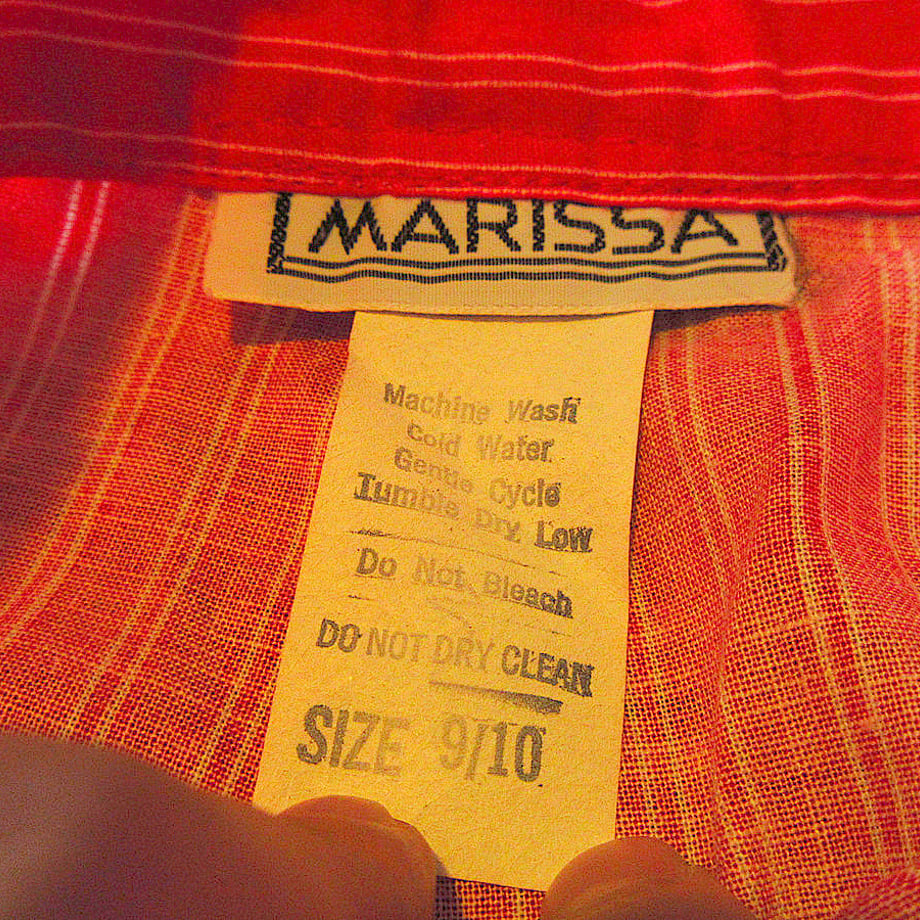 MARISSA
Machine Wash
Cold Water
Gentle Cycle
Tumble Dry Low
Do Not Bleach
DO NOT DRY CLEAN
SIZE 9/10